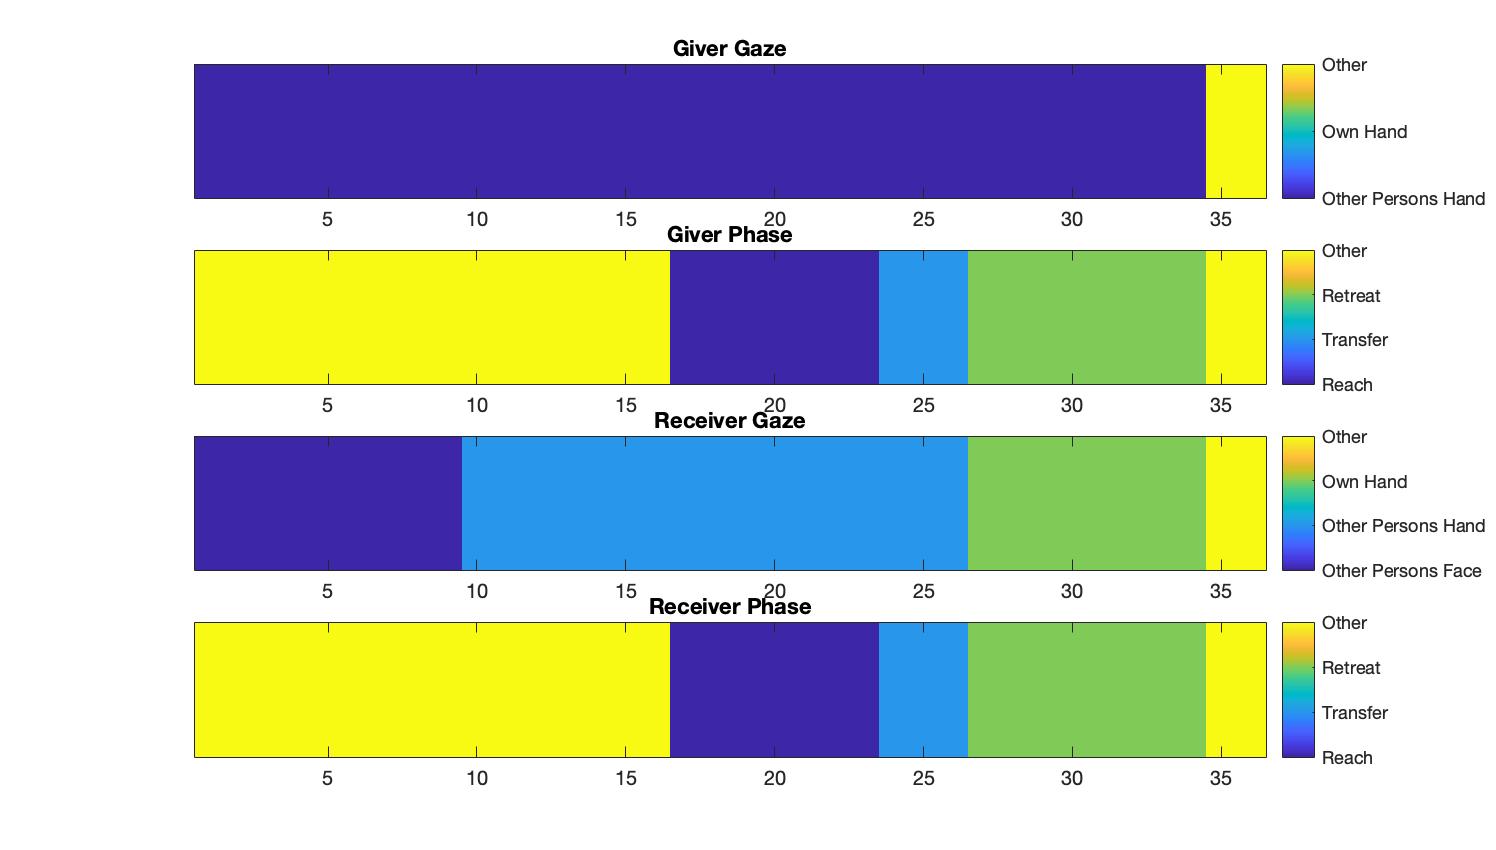 Giver Gaze
Other
Own Hand
Other Persons Hand
5 10 15 20 25 30 35
Giver Phase
Other
Retreat
Transfer
Reach
5 10 15 20 25 30 35
Receiver Gaze
Other
Own Hand
Other Persons Hand
Other Persons Face
5 10 15 20 25 30 35
Receiver Phase
Other
Retreat
Transfer
Reach
5 10 15 20 25 30 35